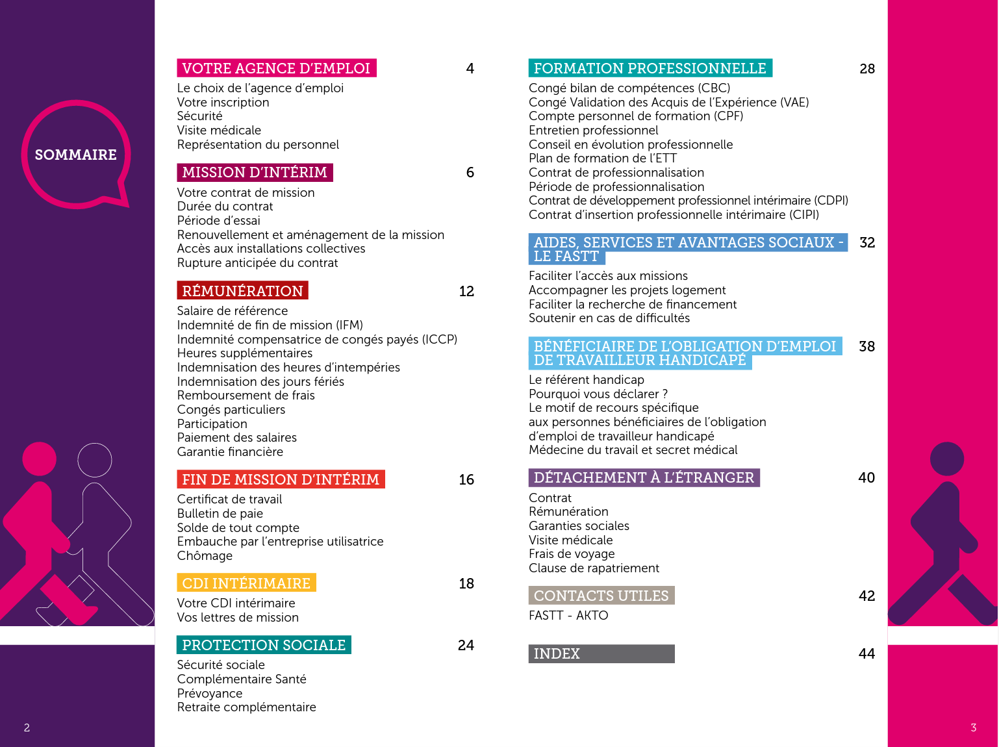 SOMMAIRE
VOTRE AGENCE D’EMPLOI 4
Le choix de l’agence d’emploi
Votre inscription
Sécurité
Visite médicale
Représentation du personnel
MISSION D’INTÉRIM 6
Votre contrat de mission
Durée du contrat
Période d’essai
Renouvellement et aménagement de la mission
Accès aux installations collectives
Rupture anticipée du contrat
RÉMUNÉRATION 12
Salaire de référence
Indemnité de fin de mission (IFM)
Indemnité compensatrice de congés payés (ICCP)
Heures supplémentaires
Indemnisation des heures d’intempéries
Indemnisation des jours fériés
Remboursement de frais
Congés particuliers
Participation
Paiement des salaires
Garantie financière
FIN DE MISSION D’INTÉRIM 16
Certificat de travail
Bulletin de paie
Solde de tout compte
Embauche par l’entreprise utilisatrice
Chômage
CDI INTÉRIMAIRE 18
Votre CDI intérimaire
Vos lettres de mission
PROTECTION SOCIALE 24
Sécurité sociale
Complémentaire Santé
Prévoyance
Retraite complémentaire
2
FORMATION PROFESSIONNELLE 28
Congé bilan de compétences (CBC)
Congé Validation des Acquis de l’Expérience (VAE)
Compte personnel de formation (CPF)
Entretien professionnel
Conseil en évolution professionnelle
Plan de formation de l’ETT
Contrat de professionnalisation
Période de professionnalisation
Contrat de développement professionnel intérimaire (CDPI)
Contrat d’insertion professionnelle intérimaire (CIPI)
AIDES, SERVICES ET AVANTAGES SOCIAUX - 32
LE FASTT
Faciliter l’accès aux missions
Accompagner les projets logement
Faciliter la recherche de financement
Soutenir en cas de difficultés
BÉNÉFICIAIRE DE L’OBLIGATION D’EMPLOI 38
DE TRAVAILLEUR HANDICAPÉ
Le référent handicap
Pourquoi vous déclarer ?
Le motif de recours spécifique
aux personnes bénéficiaires de l’obligation
d’emploi de travailleur handicapé
Médecine du travail et secret médical
DÉTACHEMENT À L’ÉTRANGER 40
Contrat
Rémunération
Garanties sociales
Visite médicale
Frais de voyage
Clause de rapatriement
CONTACTS UTILES 42
FASTT - AKTO
INDEX 44
3